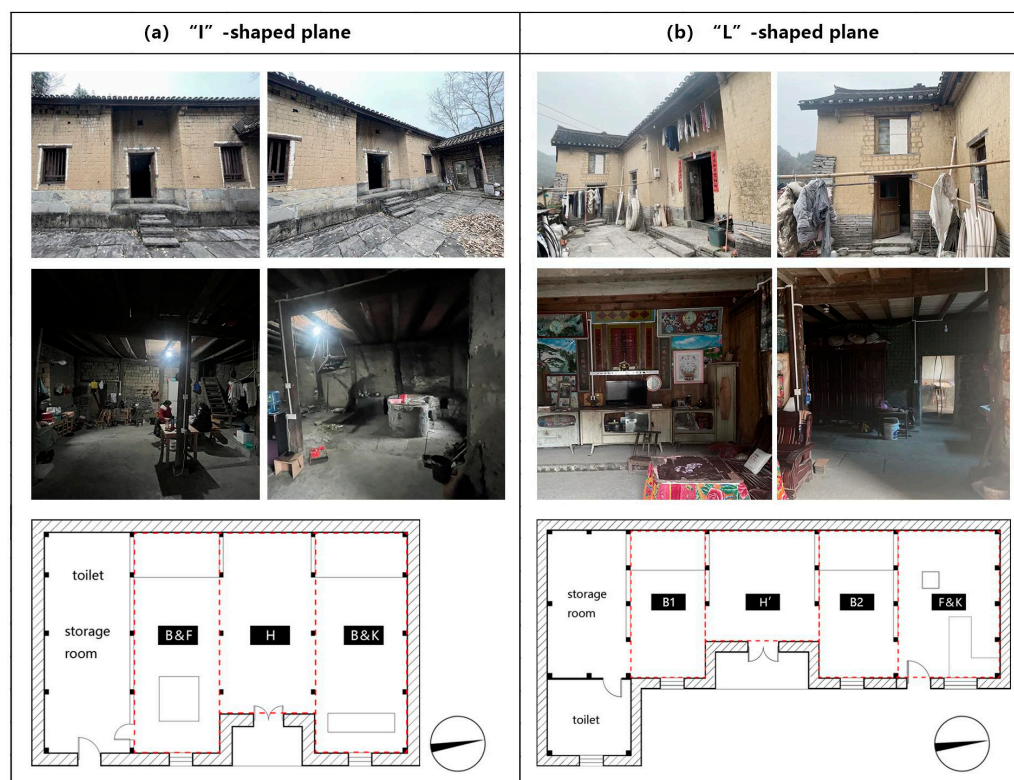 (a) “I” -shaped plane
(b) “L” -shaped plane
toilet
storage
room
B&F
H
B&K
storage
room
B1
H′
B2
F&K
toilet